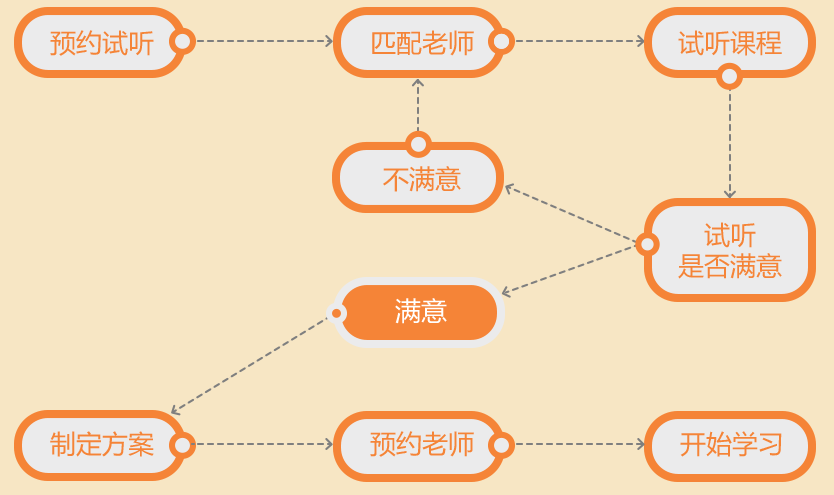 预约试听
匹配老师
试听课程
不满意
试听
是否满意
满意
制定方案
预约老师
开始学习